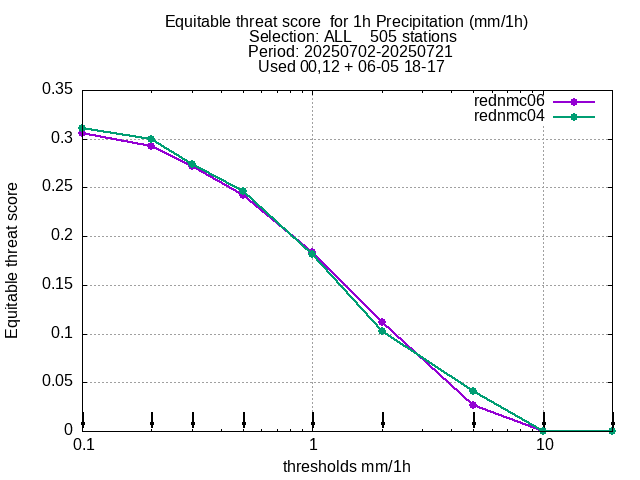 Equitable threat score  for 1h Precipitation (mm/1h)
Selection: ALL    505 stations
Period: 20250702-20250721
Used 00,12 + 06-05 18-17
rednmc06
rednmc04
0.35
0.3
0.25
0.2
0.15
0.1
0.05
0
Equitable threat score
0.1
1
10
thresholds mm/1h